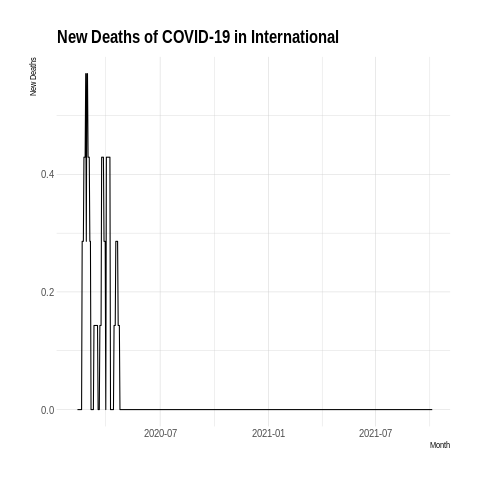 New Deaths of COVID-19 in International
New Deaths
0.4
0.2
0.0
2020-07
2021-01
2021-07
Month